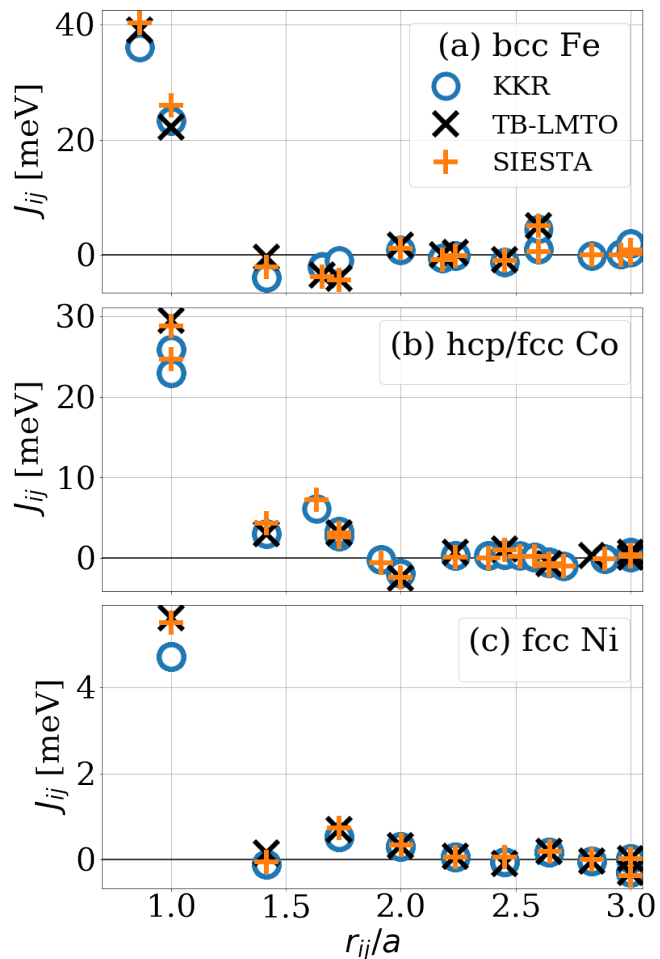 40
(a) bcc Fe
KKR
TB-LMTO
SIESTA
20
0
J_ij [meV]
30
(b) hcp/fcc Co
20
10
0
J_ij [meV]
(c) fcc Ni
4
2
0
J_ij [meV]
1.0 1.5 2.0 2.5 3.0
r_ij/a